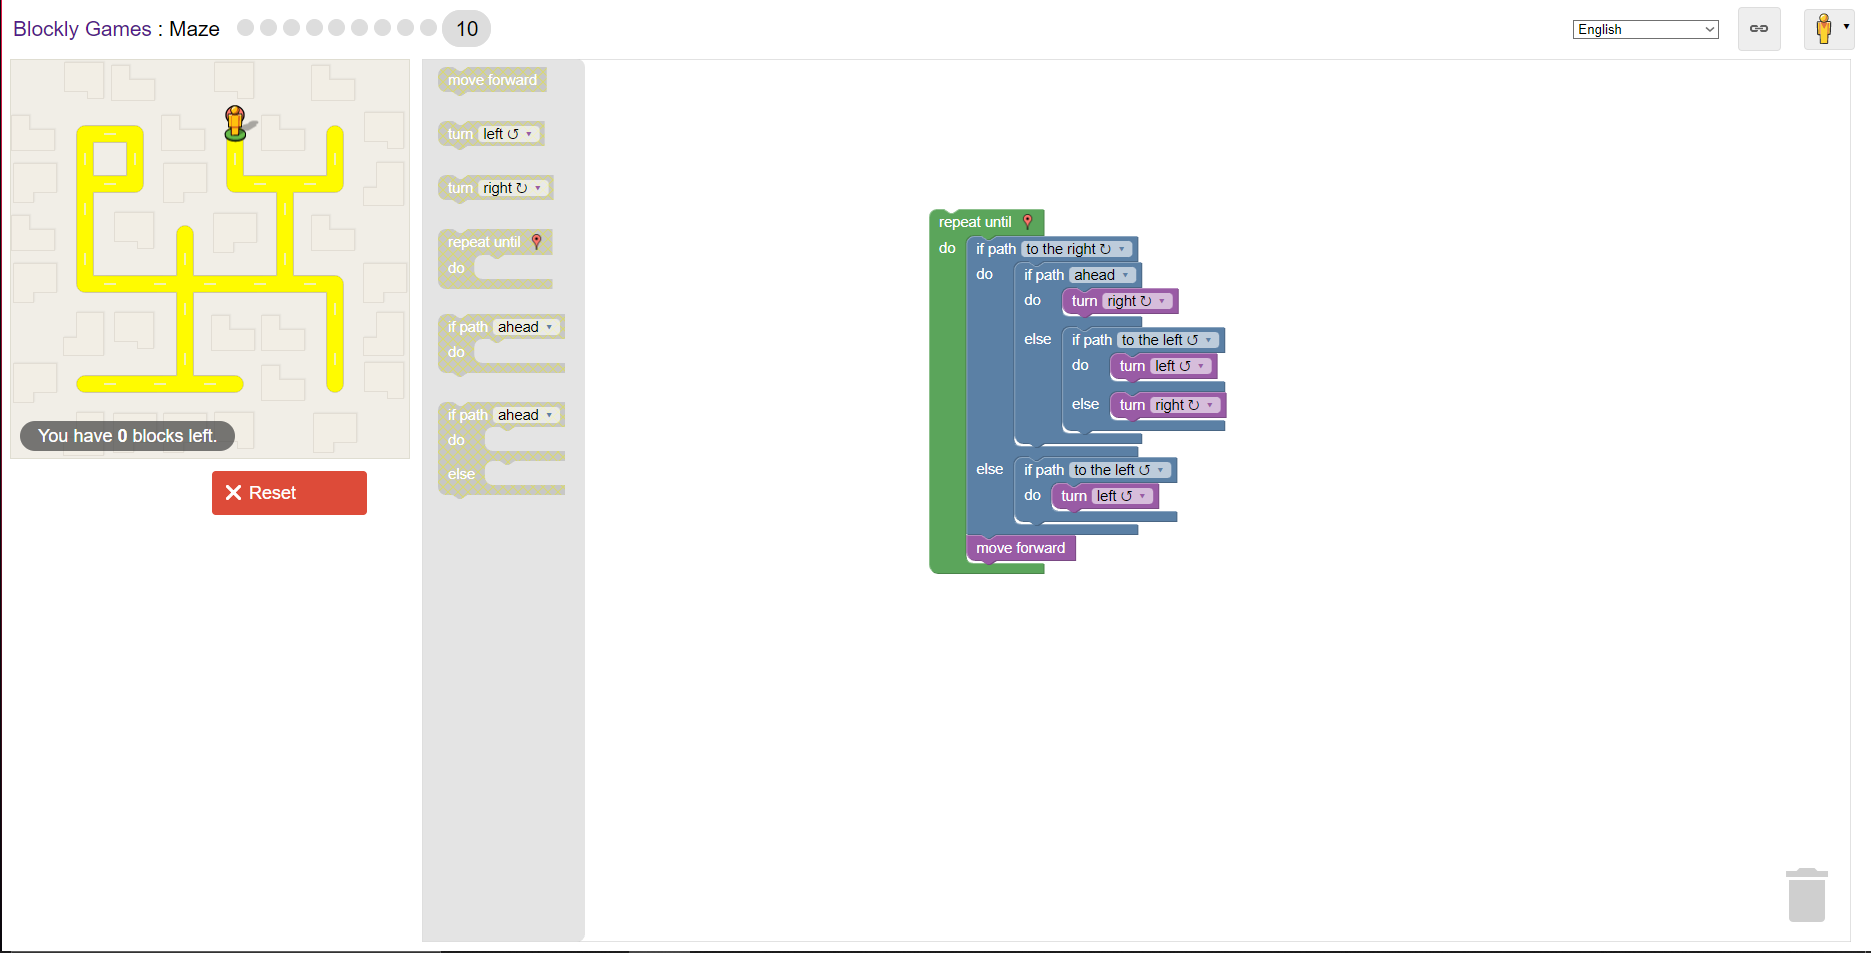 Blockly Games : Maze 10
English
You have 0 blocks left.
Reset
move forward
turn left ↺
turn right ↻
repeat until
do
if path ahead
do
if path ahead
do
else
repeat until
do if path to the right ↻
do if path ahead
do turn right ↻
else if path to the left ↺
do turn left ↺
else turn right ↻
else if path to the left ↺
do turn left ↺
move forward